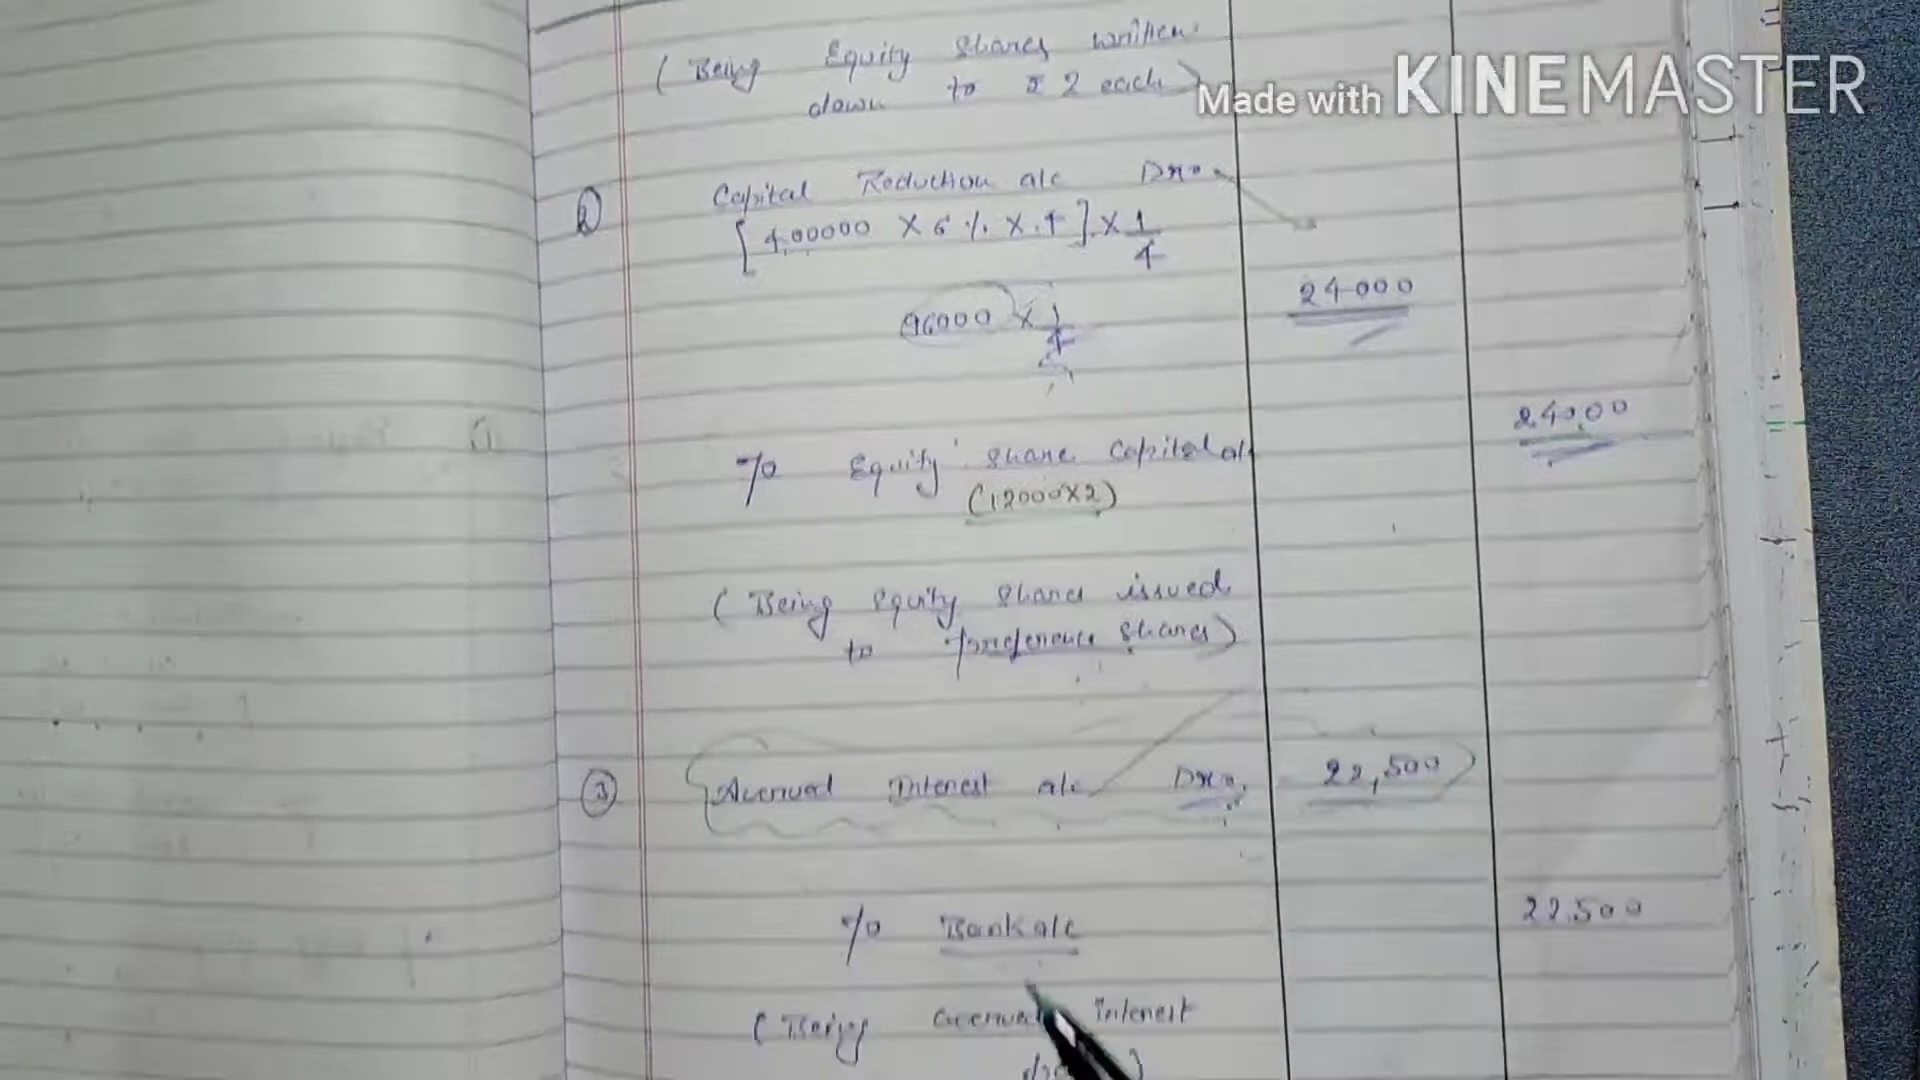 ( Being Equity shares written
down to ₹ 2 each )
Made with KINEMASTER
② Capital Reduction a/c Dr.
[ 4,00000 × 6 % × 4 ] × 1/4
96000 × 1/4
24000
24000
To Equity share capital a/c
(12000×2)
( Being equity shares issued
to preference shares)
③ Accrued Interest a/c Dr. 22,500
To Bank a/c 22,500
( Being accrued Interest